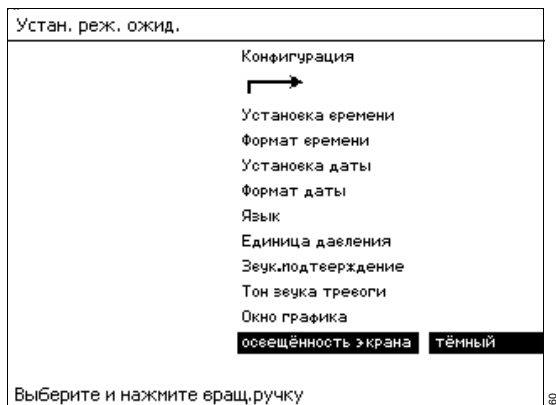 Устан. реж. ожид.
Конфигурация
Установка времени
Формат времени
Установка даты
Формат даты
Язык
Единица давления
Звук.подтверждение
Тон звука тревоги
Окно графика
освещённость экрана тёмный
Выберите и нажмите вращ.ручку